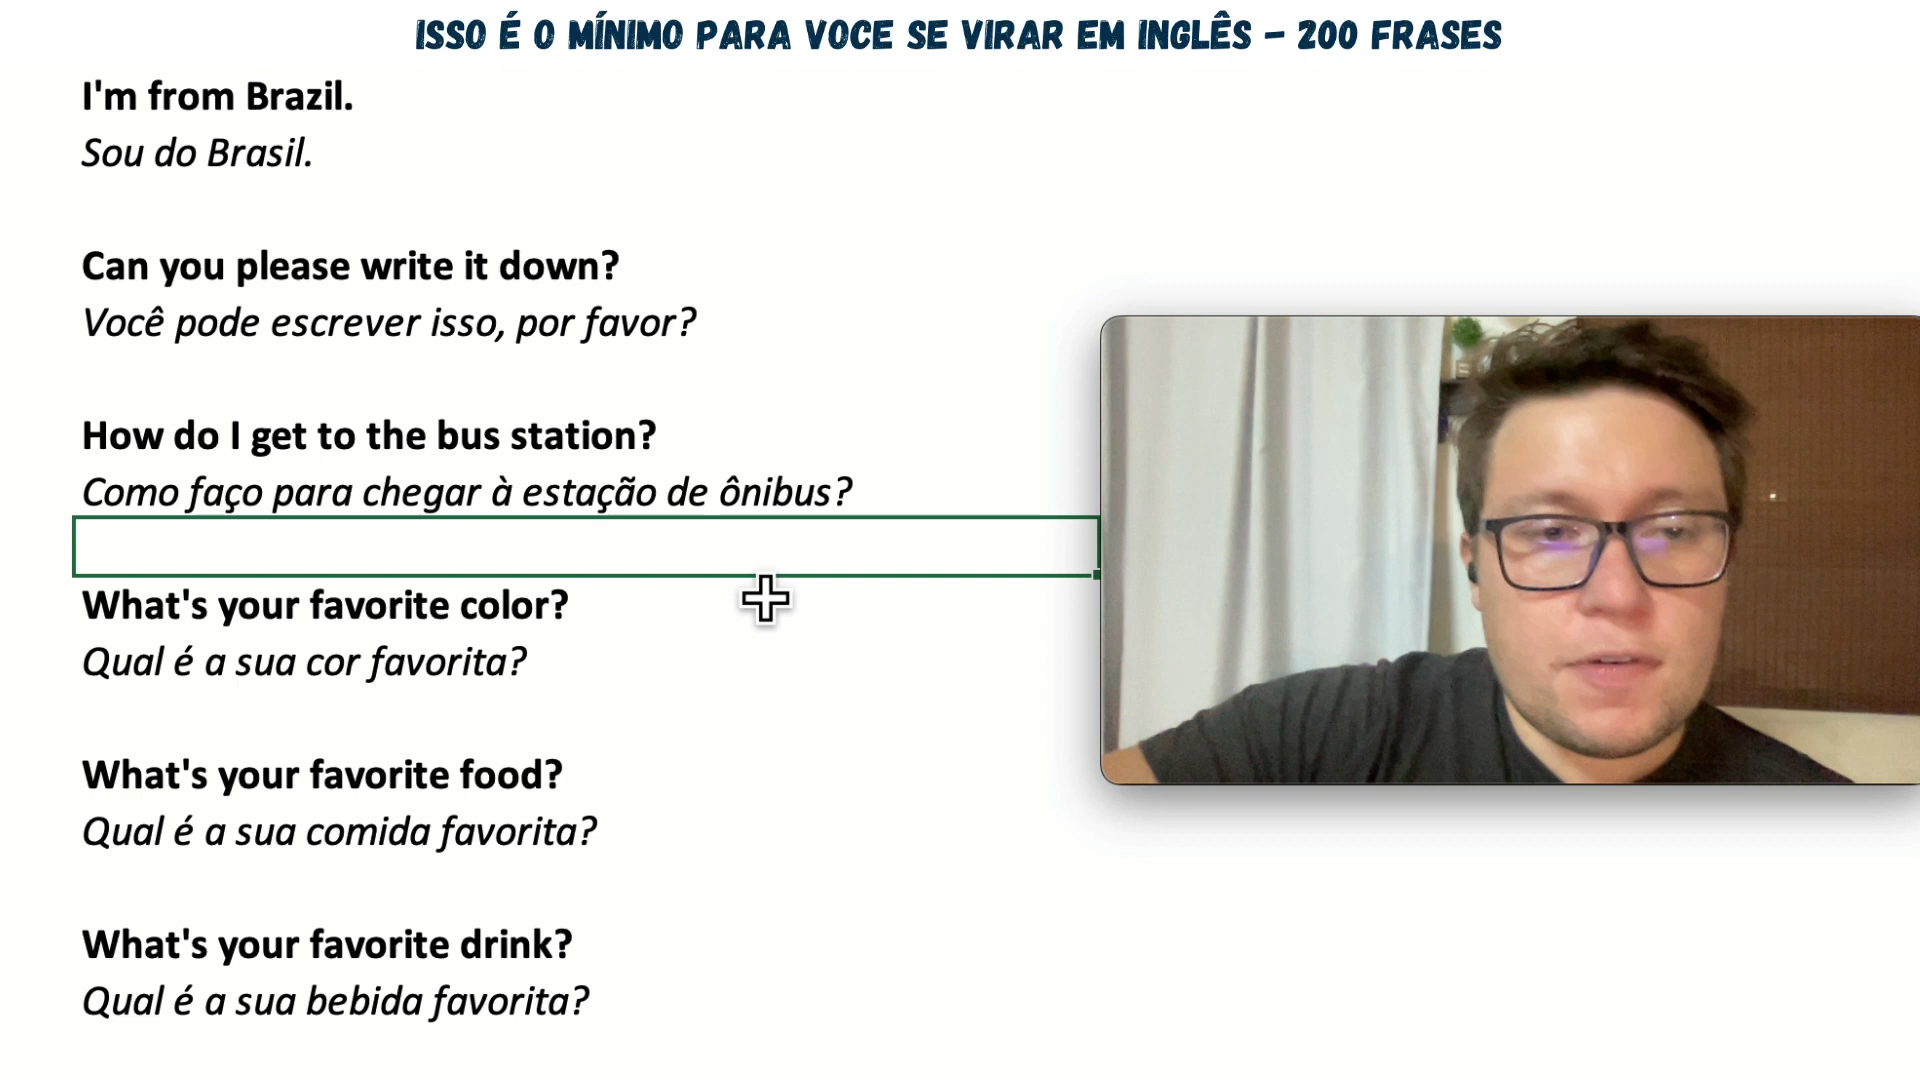 ISSO É O MÍNIMO PARA VOCE SE VIRAR EM INGLÊS – 200 FRASES
I'm from Brazil.
Sou do Brasil.
Can you please write it down?
Você pode escrever isso, por favor?
How do I get to the bus station?
Como faço para chegar à estação de ônibus?
What's your favorite color?
Qual é a sua cor favorita?
What's your favorite food?
Qual é a sua comida favorita?
What's your favorite drink?
Qual é a sua bebida favorita?